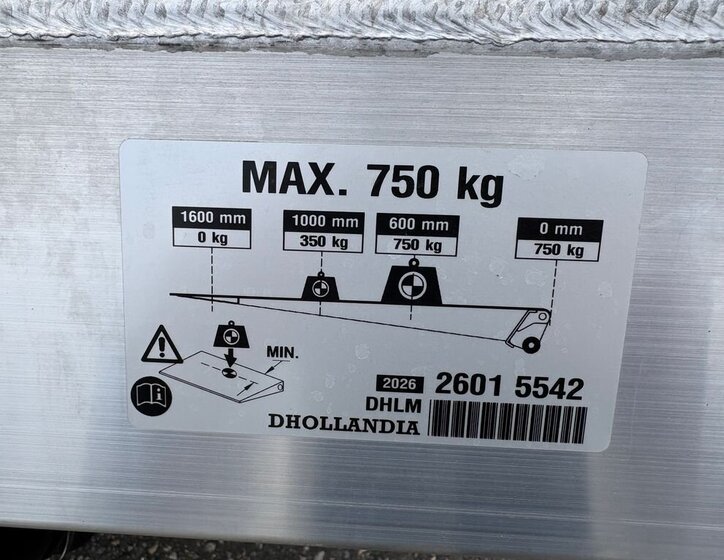 MAX. 750 kg
1600 mm 1000 mm 600 mm 0 mm
0 kg 350 kg 750 kg 750 kg
MIN.
2026 2601 5542
DHLM
DHOLLANDIA